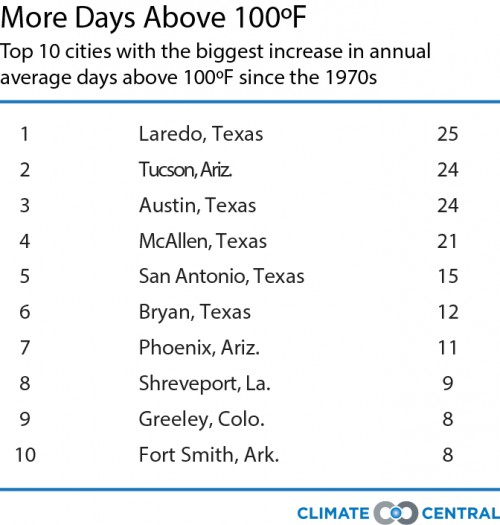 More Days Above 100ºF
Top 10 cities with the biggest increase in annual
average days above 100ºF since the 1970s
1 Laredo, Texas 25
2 Tucson, Ariz. 24
3 Austin, Texas 24
4 McAllen, Texas 21
5 San Antonio, Texas 15
6 Bryan, Texas 12
7 Phoenix, Ariz. 11
8 Shreveport, La. 9
9 Greeley, Colo. 8
10 Fort Smith, Ark. 8
CLIMATE CENTRAL